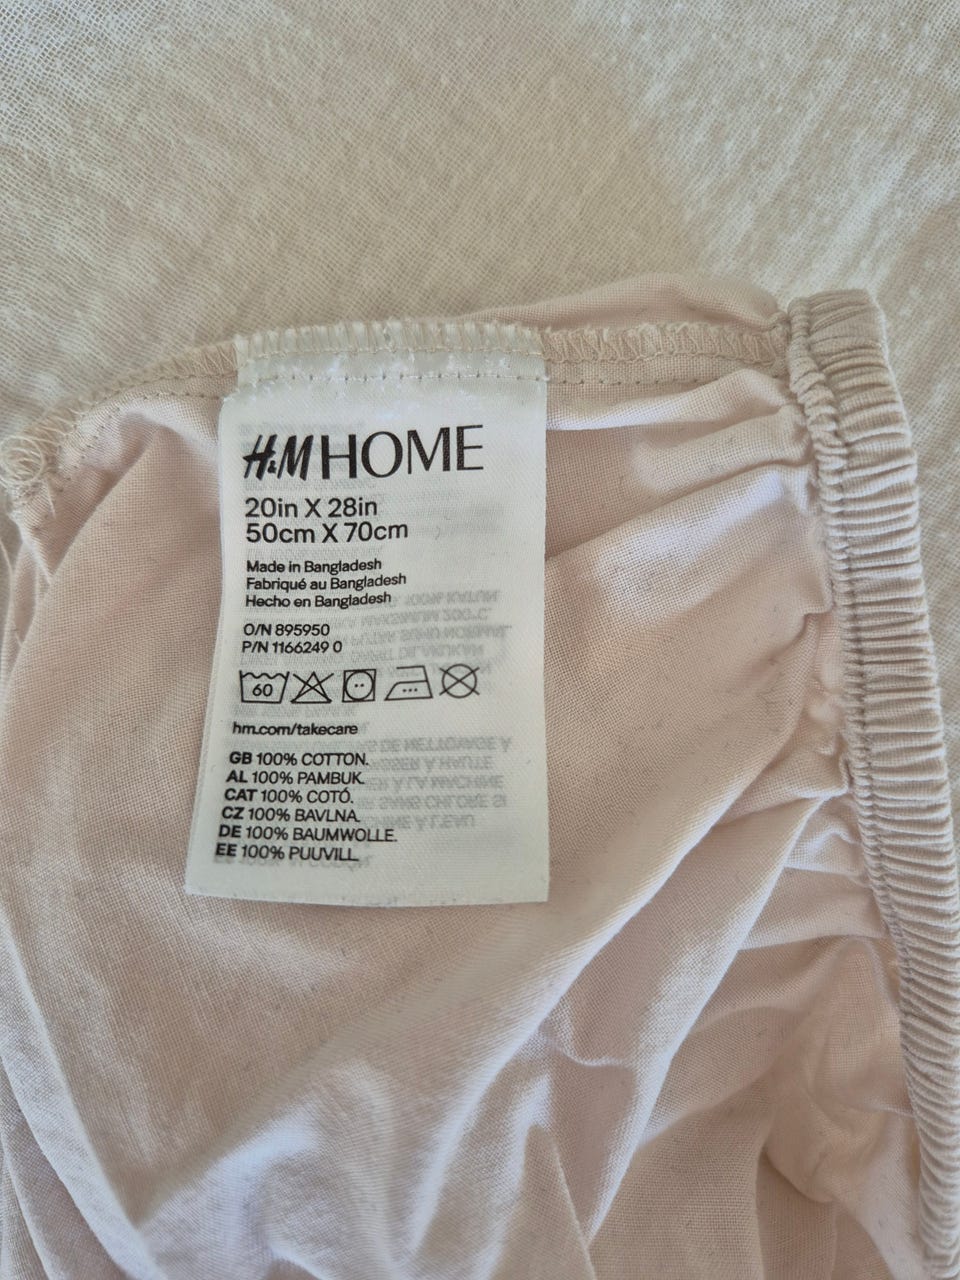 H&M HOME
20in X 28in
50cm X 70cm
Made in Bangladesh
Fabriqué au Bangladesh
Hecho en Bangladesh
O/N 895950
P/N 1166249 0
60
hm.com/takecare
GB 100% COTTON.
AL 100% PAMBUK.
CAT 100% COTÓ.
CZ 100% BAVLNA.
DE 100% BAUMWOLLE.
EE 100% PUUVILL.